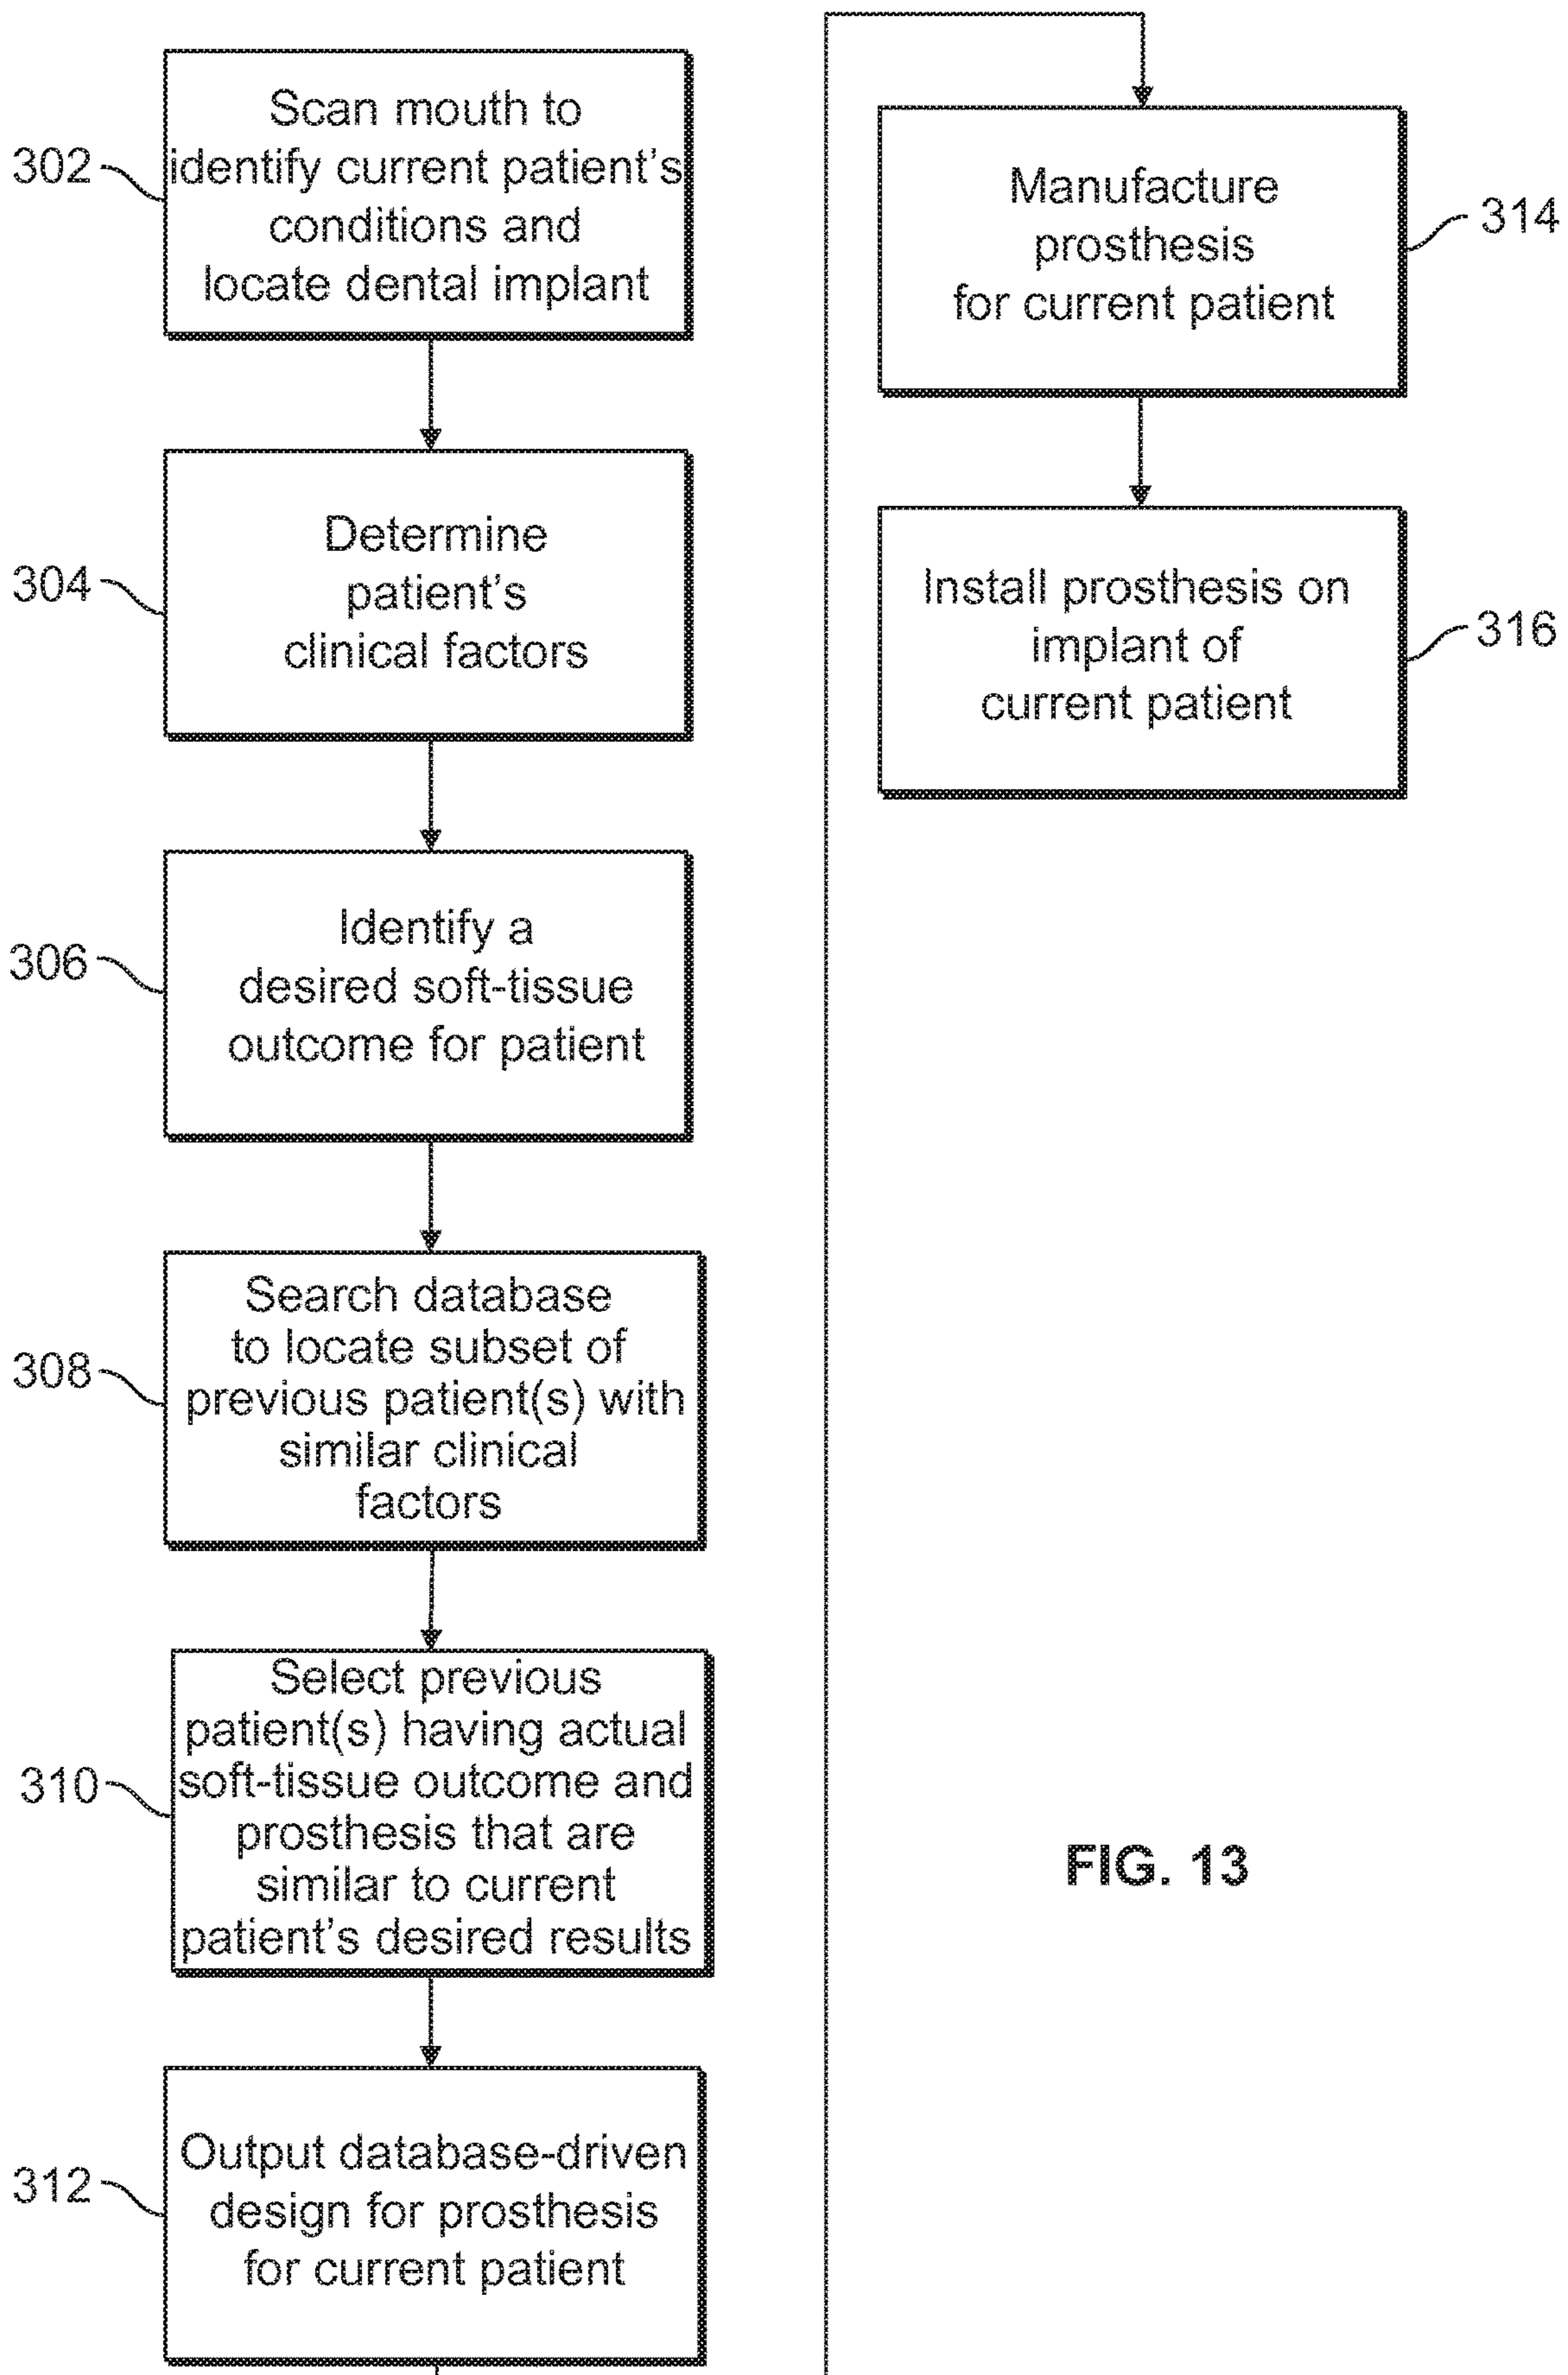 302
Scan mouth to
identify current patient's
conditions and
locate dental implant
304
Determine
patient's
clinical factors
306
Identify a
desired soft-tissue
outcome for patient
308
Search database
to locate subset of
previous patient(s) with
similar clinical
factors
310
Select previous
patient(s) having actual
soft-tissue outcome and
prosthesis that are
similar to current
patient's desired results
312
Output database-driven
design for prosthesis
for current patient
Manufacture
prosthesis
for current patient
314
Install prosthesis on
implant of
current patient
316
FIG. 13